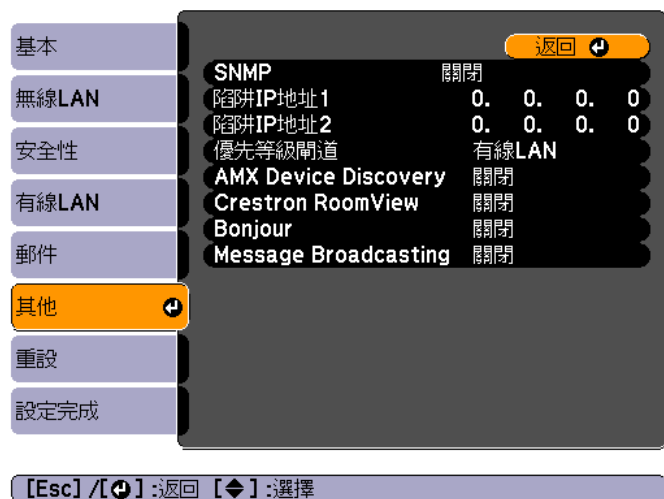 基本
無線LAN
安全性
有線LAN
郵件
其他
重設
設定完成
返回
SNMP 關閉
陷阱IP地址1 0. 0. 0. 0
陷阱IP地址2 0. 0. 0. 0
優先等級閘道 有線LAN
AMX Device Discovery 關閉
Crestron RoomView 關閉
Bonjour 關閉
Message Broadcasting 關閉
[Esc] /[⏎] :返回 [◆] :選擇